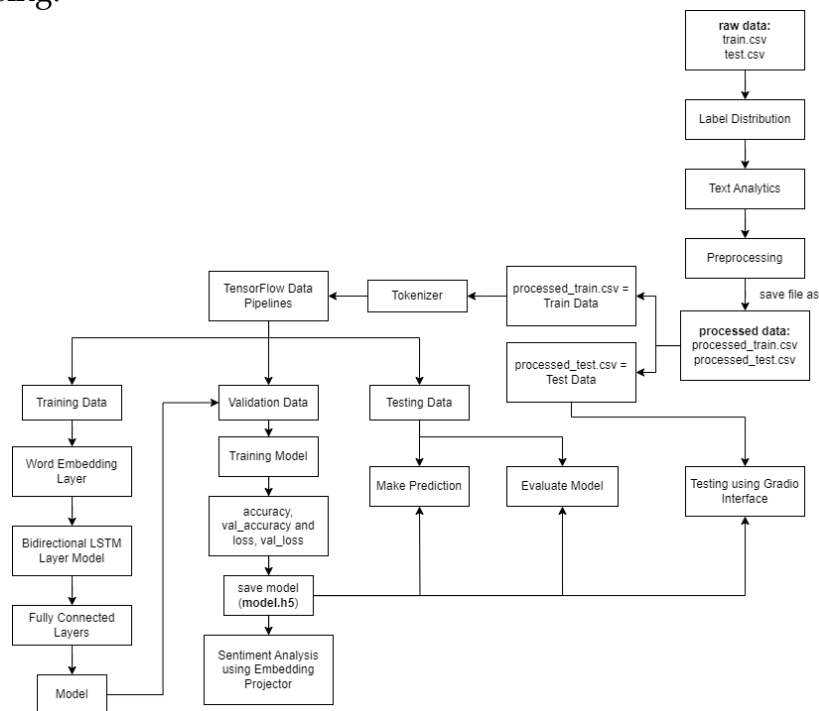 raw data:
train.csv
test.csv
Label Distribution
Text Analytics
Preprocessing
save file as
processed data:
processed_train.csv
processed_test.csv
processed_train.csv =
Train Data
processed_test.csv =
Test Data
Tokenizer
TensorFlow Data
Pipelines
Training Data
Validation Data
Testing Data
Word Embedding
Layer
Bidirectional LSTM
Layer Model
Fully Connected
Layers
Model
Training Model
accuracy,
val_accuracy and
loss, val_loss
save model
(model.h5)
Sentiment Analysis
using Embedding
Projector
Make Prediction
Evaluate Model
Testing using Gradio
Interface